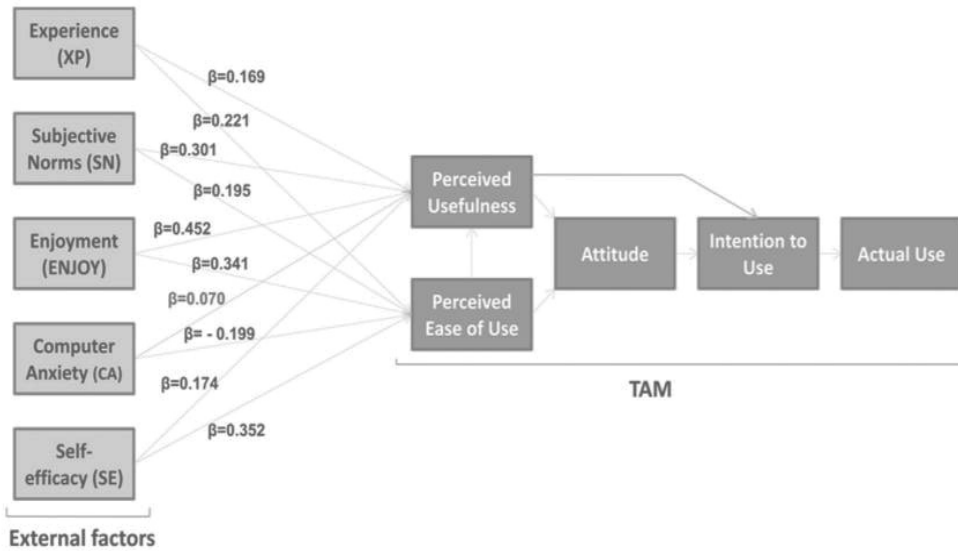 Experience
(XP)
β=0.169
β=0.221
Subjective
Norms (SN)
β=0.301
β=0.195
Enjoyment
(ENJOY)
β=0.452
β=0.341
Computer
Anxiety (CA)
β=0.070
β= - 0.199
Self-
efficacy (SE)
β=0.174
β=0.352
External factors
Perceived
Usefulness
Perceived
Ease of Use
Attitude
Intention to
Use
Actual Use
TAM